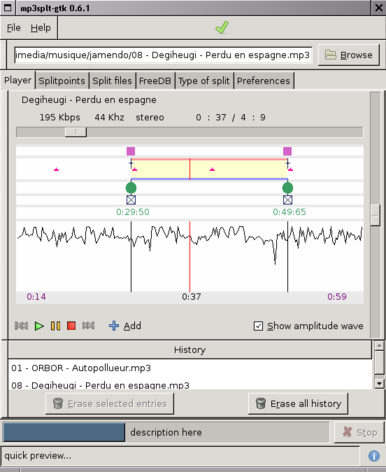 mp3splt-gtk 0.6.1
File Help
imedia/musique/jamendo/08 - Degiheugi - Perdu en espagne.mp3 Browse
Player Splitpoints Split files FreeDB Type of split Preferences
Degiheugi - Perdu en espagne
195 Kbps 44 Khz stereo 0 : 37 / 4 : 9
0:29:50 0:49:65
0:14 0:37 0:59
Add Show amplitude wave
History
01 - ORBOR - Autopollueur.mp3
08 - Degiheugi - Perdu en espagne.mp3
Erase selected entries Erase all history
description here Stop
quick preview...